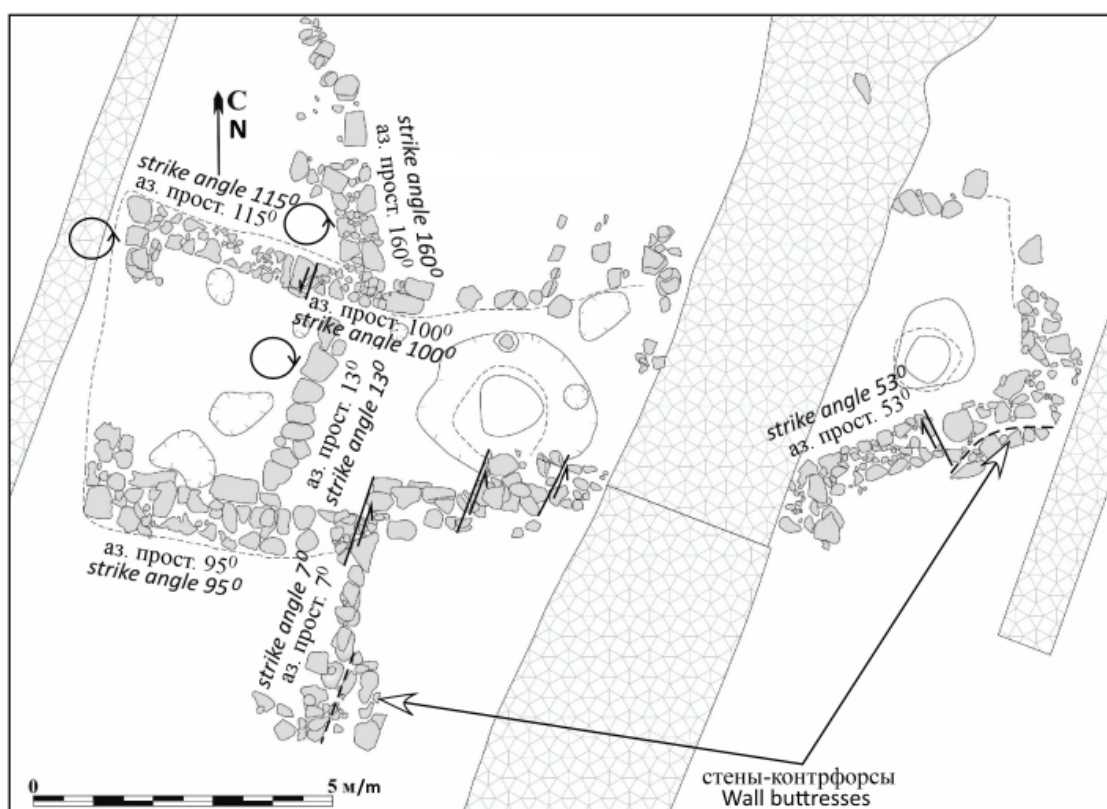 С
N
strike angle 115⁰
аз. прост. 115⁰
strike angle 160⁰
аз. прост. 160⁰
аз. прост. 100⁰
strike angle 100⁰
аз. прост. 13⁰
strike angle 13⁰
strike angle 53⁰
аз. прост. 53⁰
аз. прост. 95⁰
strike angle 95⁰
strike angle 7⁰
аз. прост. 7⁰
0 5 м/m
стены-контрфорсы
Wall buttresses